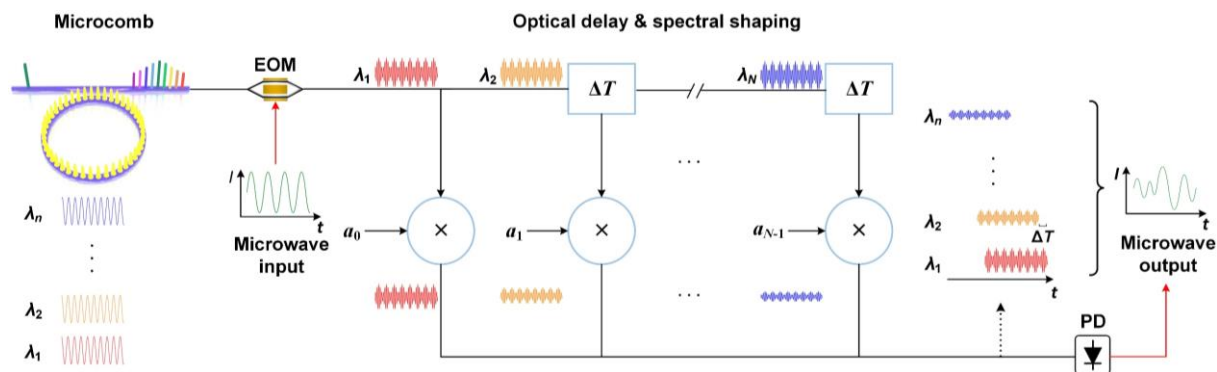 Microcomb
Optical delay & spectral shaping
EOM
λ1
λ2
ΔT
λN
ΔT
λn
I
t
Microwave
input
a0
×
a1
×
aN-1
×
...
...
λn
λ2
λ1
λ2
ΔT
λ1
t
I
t
Microwave
output
PD